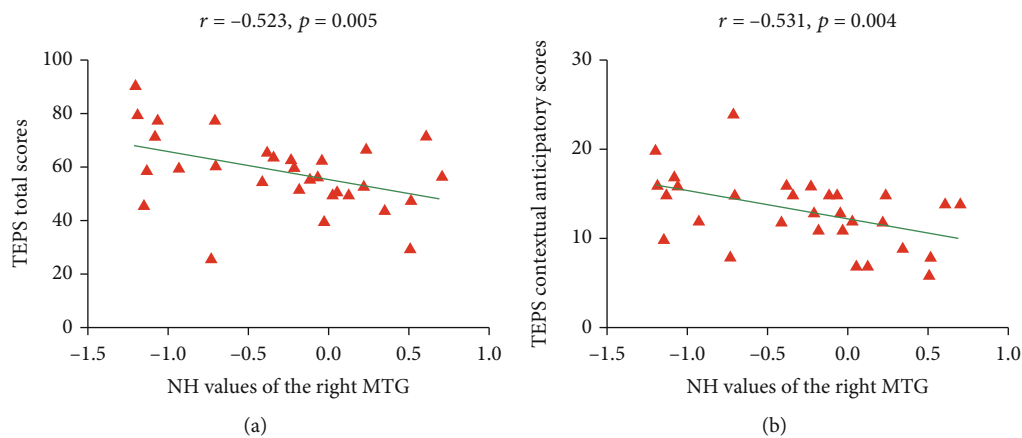 r = –0.523, p = 0.005
TEPS total scores
100
80
60
40
20
0
–1.5
–1.0
–0.5
0.0
0.5
1.0
NH values of the right MTG
(a)
r = –0.531, p = 0.004
TEPS contextual anticipatory scores
30
20
10
0
–1.5
–1.0
–0.5
0.0
0.5
1.0
NH values of the right MTG
(b)